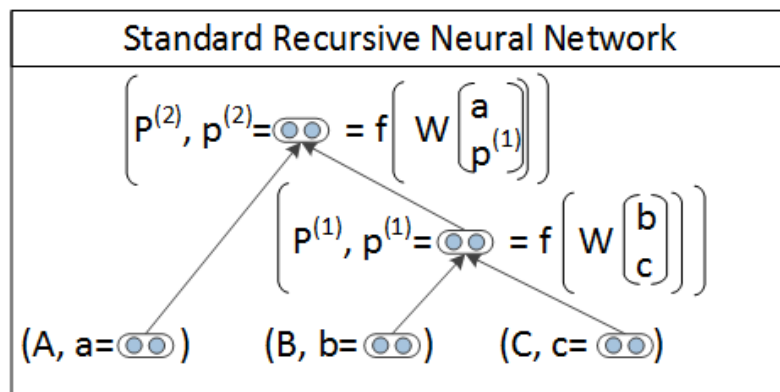 Standard Recursive Neural Network
(P⁽²⁾, p⁽²⁾= = f(W[a p⁽¹⁾]))
(P⁽¹⁾, p⁽¹⁾= = f(W[b c]))
(A, a= ) (B, b= ) (C, c= )